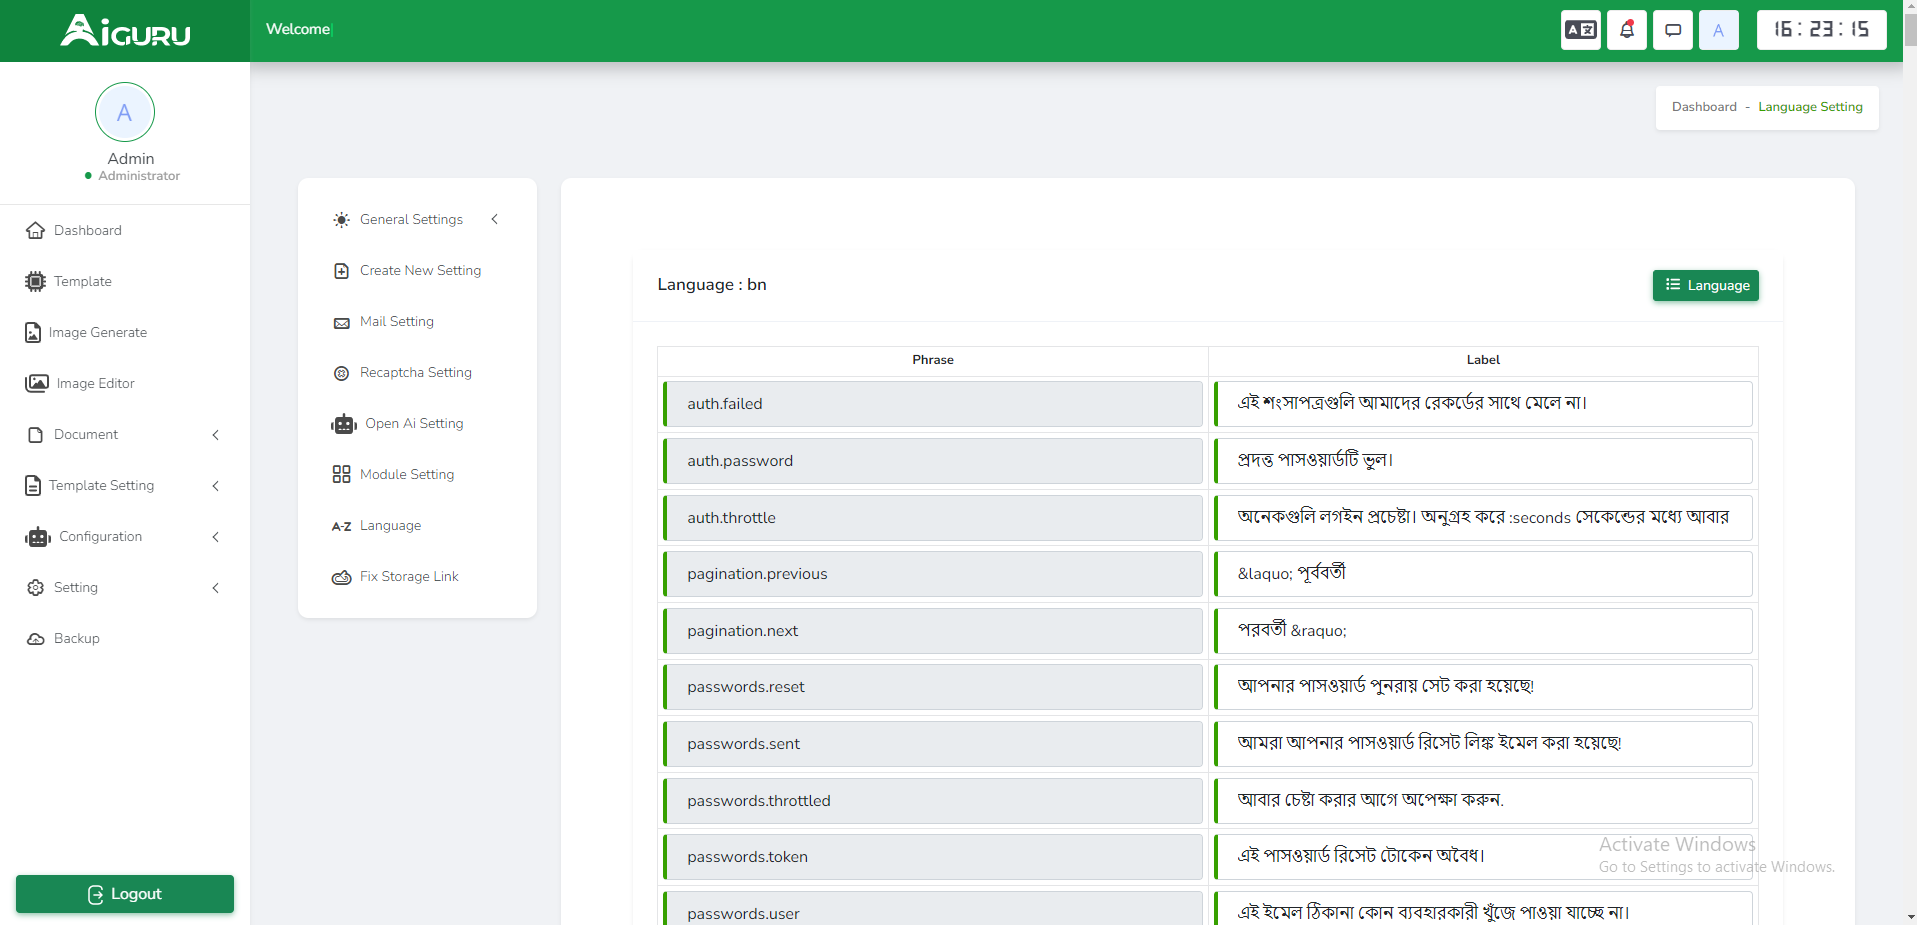 AiGURU
Welcome
16:23:15
A
A
Admin
Administrator
Dashboard - Language Setting
Dashboard
Template
Image Generate
Image Editor
Document
Template Setting
Configuration
Setting
Backup
Logout
General Settings
Create New Setting
Mail Setting
Recaptcha Setting
Open Ai Setting
Module Setting
A-Z Language
Fix Storage Link
Language : bn
Language
Phrase Label
auth.failed এই শংসাপত্রগুলি আমাদের রেকর্ডের সাথে মেলে না।
auth.password প্রদত্ত পাসওয়ার্ডটি ভুল।
auth.throttle অনেকগুলি লগইন প্রচেষ্টা। অনুগ্রহ করে :seconds সেকেন্ডের মধ্যে আবার
pagination.previous &laquo; পূর্ববর্তী
pagination.next পরবর্তী &raquo;
passwords.reset আপনার পাসওয়ার্ড পুনরায় সেট করা হয়েছে!
passwords.sent আমরা আপনার পাসওয়ার্ড রিসেট লিঙ্ক ইমেল করা হয়েছে!
passwords.throttled আবার চেষ্টা করার আগে অপেক্ষা করুন.
passwords.token এই পাসওয়ার্ড রিসেট টোকেন অবৈধ।
passwords.user এই ইমেল ঠিকানা কোন ব্যবহারকারী খুঁজে পাওয়া যাচ্ছে না।
Activate Windows
Go to Settings to activate Windows.